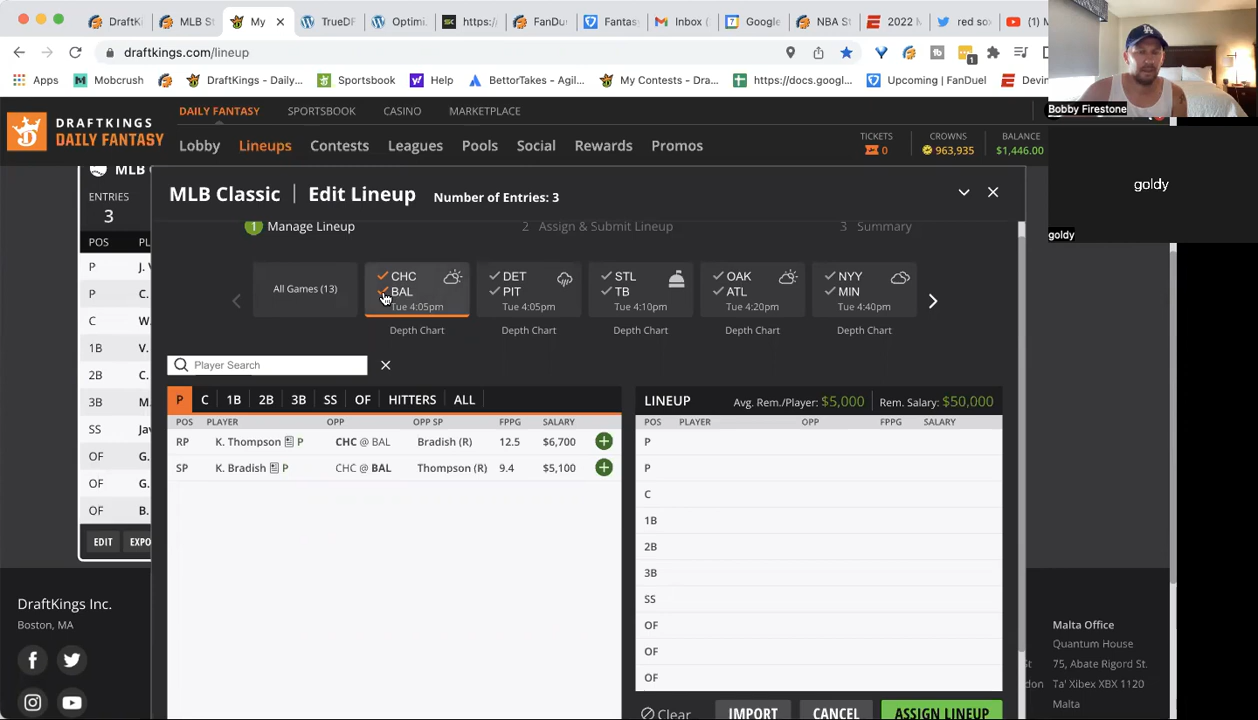 DraftK
MLB St
My
TrueDF
Optimi.
https:/
FanDu
Fantas
Inbox (
Google
NBA St
2022 M
red sox
(1) M
draftkings.com/lineup
Apps
Mobcrush
DraftKings - Daily...
Sportsbook
Help
BettorTakes - Agil...
My Contests - Dra...
https://docs.googl...
Upcoming | FanDuel
Devin
Bobby Firestone
goldy
goldy
DRAFTKINGS
DAILY FANTASY
DAILY FANTASY
SPORTSBOOK
CASINO
MARKETPLACE
Lobby
Lineups
Contests
Leagues
Pools
Social
Rewards
Promos
TICKETS
0
CROWNS
963,935
BALANCE
$1,446.00
MLB C
ENTRIES
3
POS PL
P J. V
P C.
C W.
1B V.
2B C.
3B M.
SS Jav
OF G.
OF G.
OF B.
EDIT EXPO
MLB Classic | Edit Lineup Number of Entries: 3
1 Manage Lineup
2 Assign & Submit Lineup
3 Summary
All Games (13)
CHC
BAL
Tue 4:05pm
Depth Chart
DET
PIT
Tue 4:05pm
Depth Chart
STL
TB
Tue 4:10pm
Depth Chart
OAK
ATL
Tue 4:20pm
Depth Chart
NYY
MIN
Tue 4:40pm
Depth Chart
Player Search
P C 1B 2B 3B SS OF HITTERS ALL
POS PLAYER OPP OPP SP FPPG SALARY
RP K. Thompson P CHC @ BAL Bradish (R) 12.5 $6,700
SP K. Bradish P CHC @ BAL Thompson (R) 9.4 $5,100
LINEUP Avg. Rem./Player: $5,000 Rem. Salary: $50,000
POS PLAYER OPP FPPG SALARY
P
P
C
1B
2B
3B
SS
OF
OF
OF
Clear IMPORT CANCEL ASSIGN LINEUP
DraftKings Inc.
Boston, MA
Malta Office
Quantum House
75, Abate Rigord St.
Ta' Xibex XBX 1120
Malta